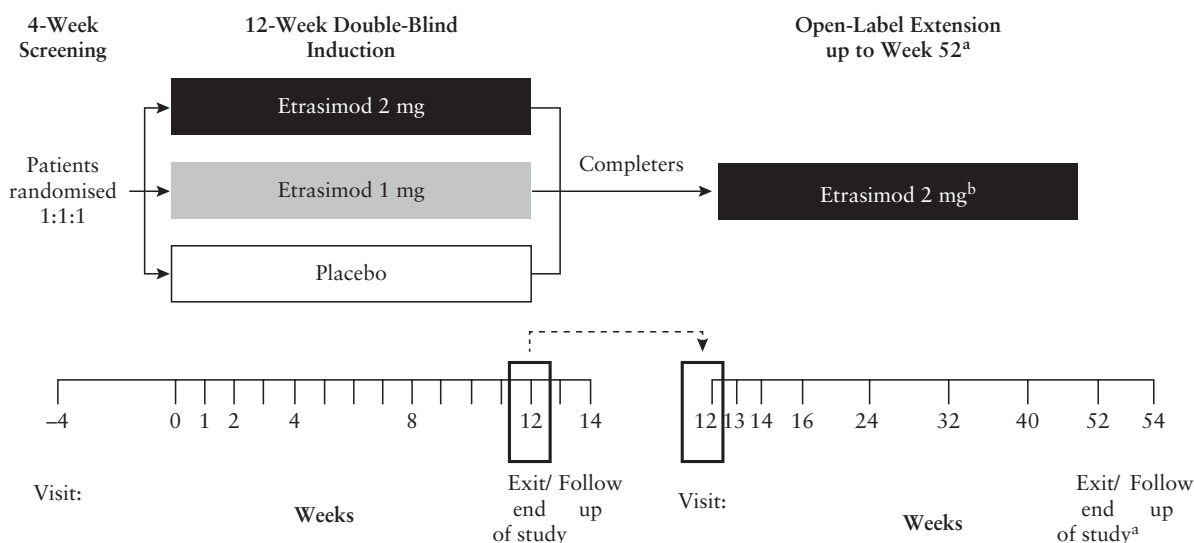 4-Week
Screening
12-Week Double-Blind
Induction
Open-Label Extension
up to Week 52ᵃ
Etrasimod 2 mg
Patients
randomised
1:1:1
Etrasimod 1 mg
Completers
Etrasimod 2 mgᵇ
Placebo
–4 0 1 2 4 8 12 14
12 13 14 16 24 32 40 52 54
Visit:
Weeks
Exit/
end
of study
Follow
up
Visit:
Weeks
Exit/
end
of studyᵃ
Follow
up